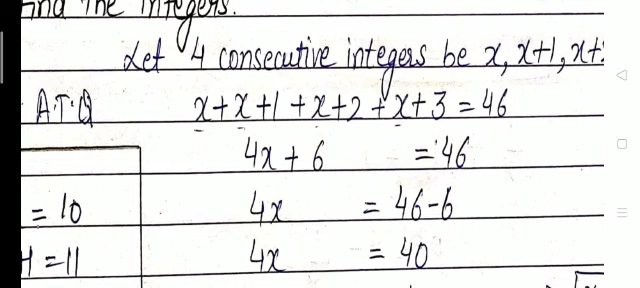 find the integers.
Let 4 consecutive integers be x, x+1, x+2
A.T.Q x+x+1+x+2+x+3=46
4x+6 =46
=10 4x =46-6
=11 4x =40